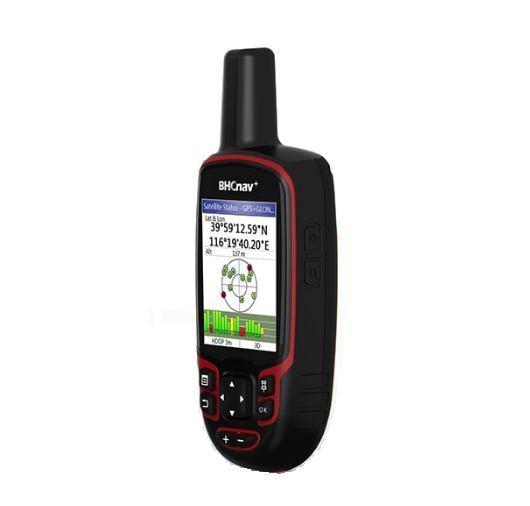 BHCnav+
Satellite Status - GPS+GLON...
Lat & Lon
39°59'12.59"N
116°19'40.20"E
Alt
137 m
HDOP 3m
3D
OK
+ −